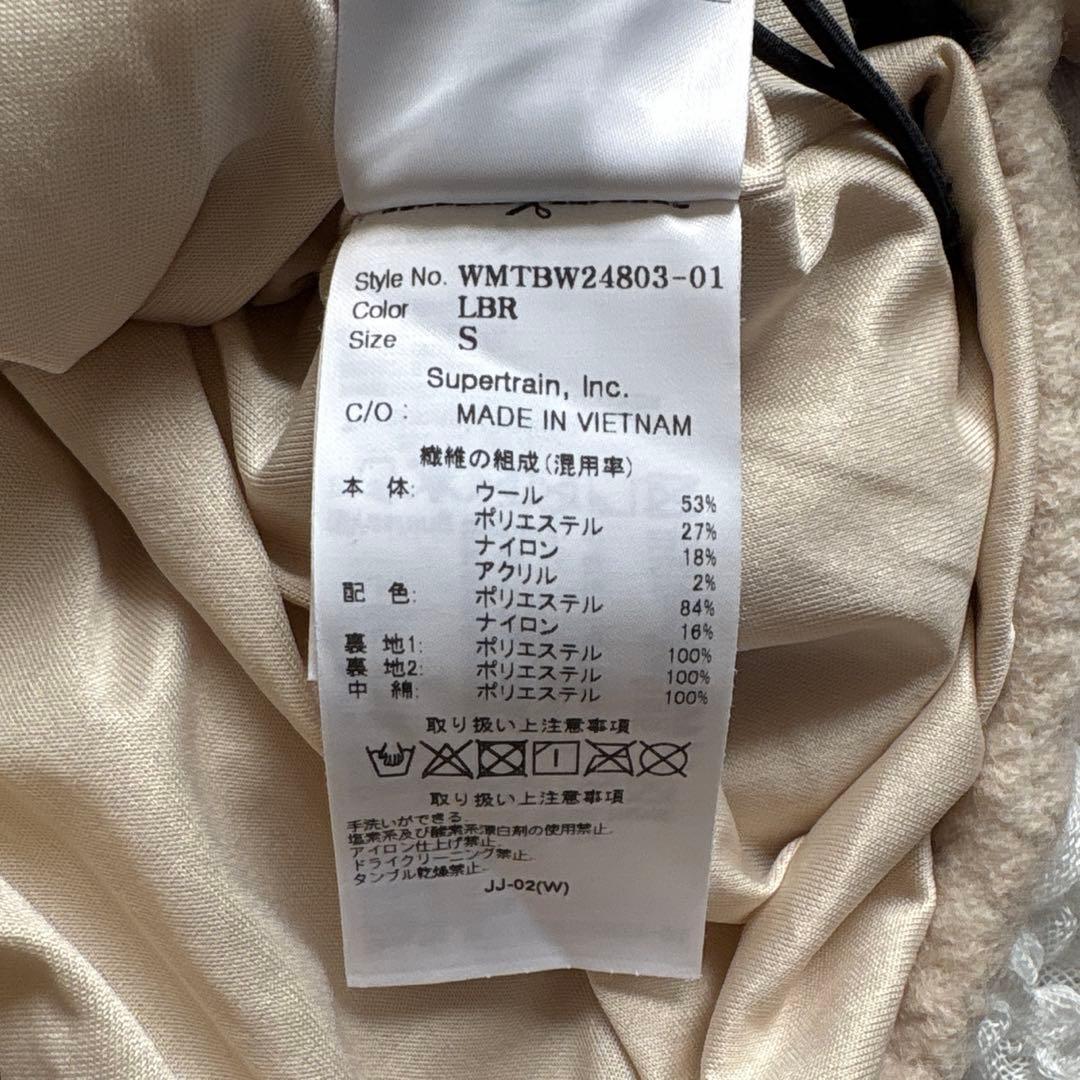 Style No. WMTBW24803-01
Color LBR
Size S
Supertrain, Inc.
C/O : MADE IN VIETNAM
繊維の組成(混用率)
本 体: ウール 53%
ポリエステル 27%
ナイロン 18%
アクリル 2%
配 色: ポリエステル 84%
ナイロン 16%
裏 地1: ポリエステル 100%
裏 地2: ポリエステル 100%
中 綿: ポリエステル 100%
取り扱い上注意事項
取り扱い上注意事項
手洗いができる.
塩素系及び酸素系漂白剤の使用禁止.
アイロン仕上げ禁止.
ドライクリーニング禁止.
タンブル乾燥禁止.
JJ-02(W)